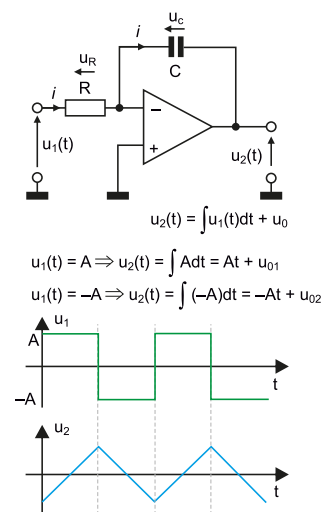 i u_c
u_R
i R C
−
+
u₁(t) u₂(t)
u₂(t) = ∫u₁(t)dt + u₀
u₁(t) = A ⇒ u₂(t) = ∫ Adt = At + u₀₁
u₁(t) = –A ⇒ u₂(t) = ∫ (–A)dt = –At + u₀₂
u₁
A
t
–A
u₂
t